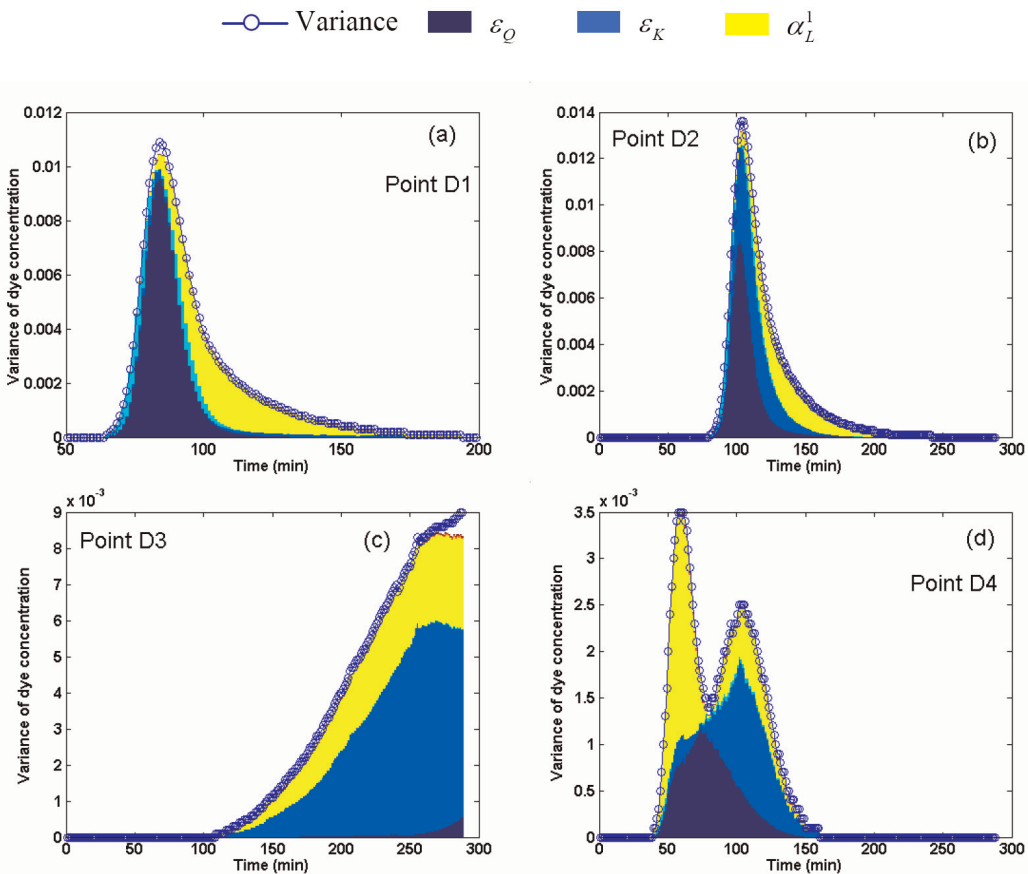 Variance ε_Q ε_K α_L^1
0.012
0.01
0.008
0.006
0.004
0.002
0
Variance of dye concentration
(a)
Point D1
50 100 150 200
Time (min)
0.014
0.012
0.01
0.008
0.006
0.004
0.002
0
Variance of dye concentration
Point D2 (b)
0 50 100 150 200 250 300
Time (min)
x 10^-3
9
8
7
6
5
4
3
2
1
0
Variance of dye concentration
Point D3 (c)
0 50 100 150 200 250 300
Time (min)
x 10^-3
3.5
3
2.5
2
1.5
1
0.5
0
Variance of dye concentration
(d)
Point D4
0 50 100 150 200 250 300
Time (min)